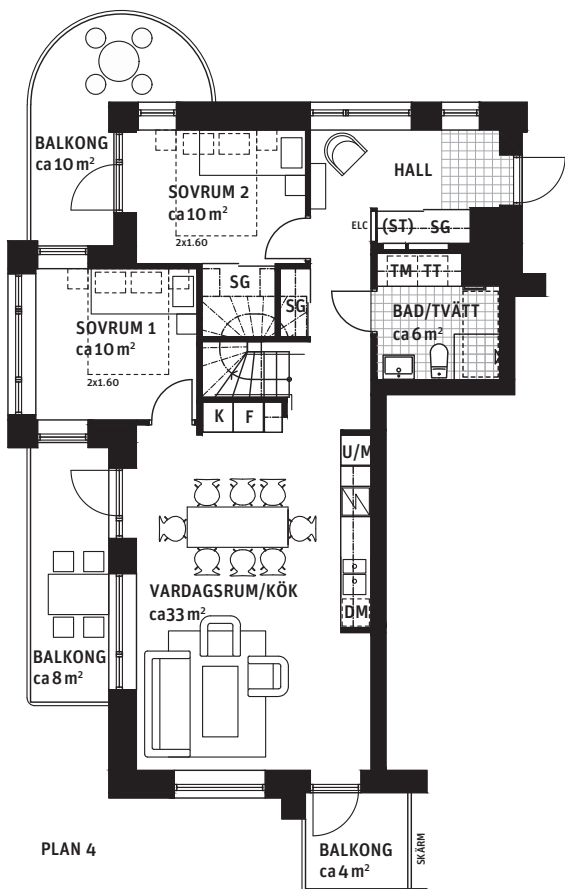 BALKONG
ca 10 m²
SOVRUM 2
ca 10 m²
2x1.60
HALL
ELC
(ST)
SG
TM
TT
BAD/TVÄTT
ca 6 m²
SG
SG
SOVRUM 1
ca 10 m²
2x1.60
K
F
U/M
VARDAGSRUM/KÖK
ca 33 m²
DM
BALKONG
ca 8 m²
PLAN 4
BALKONG
ca 4 m²
SKÄRM